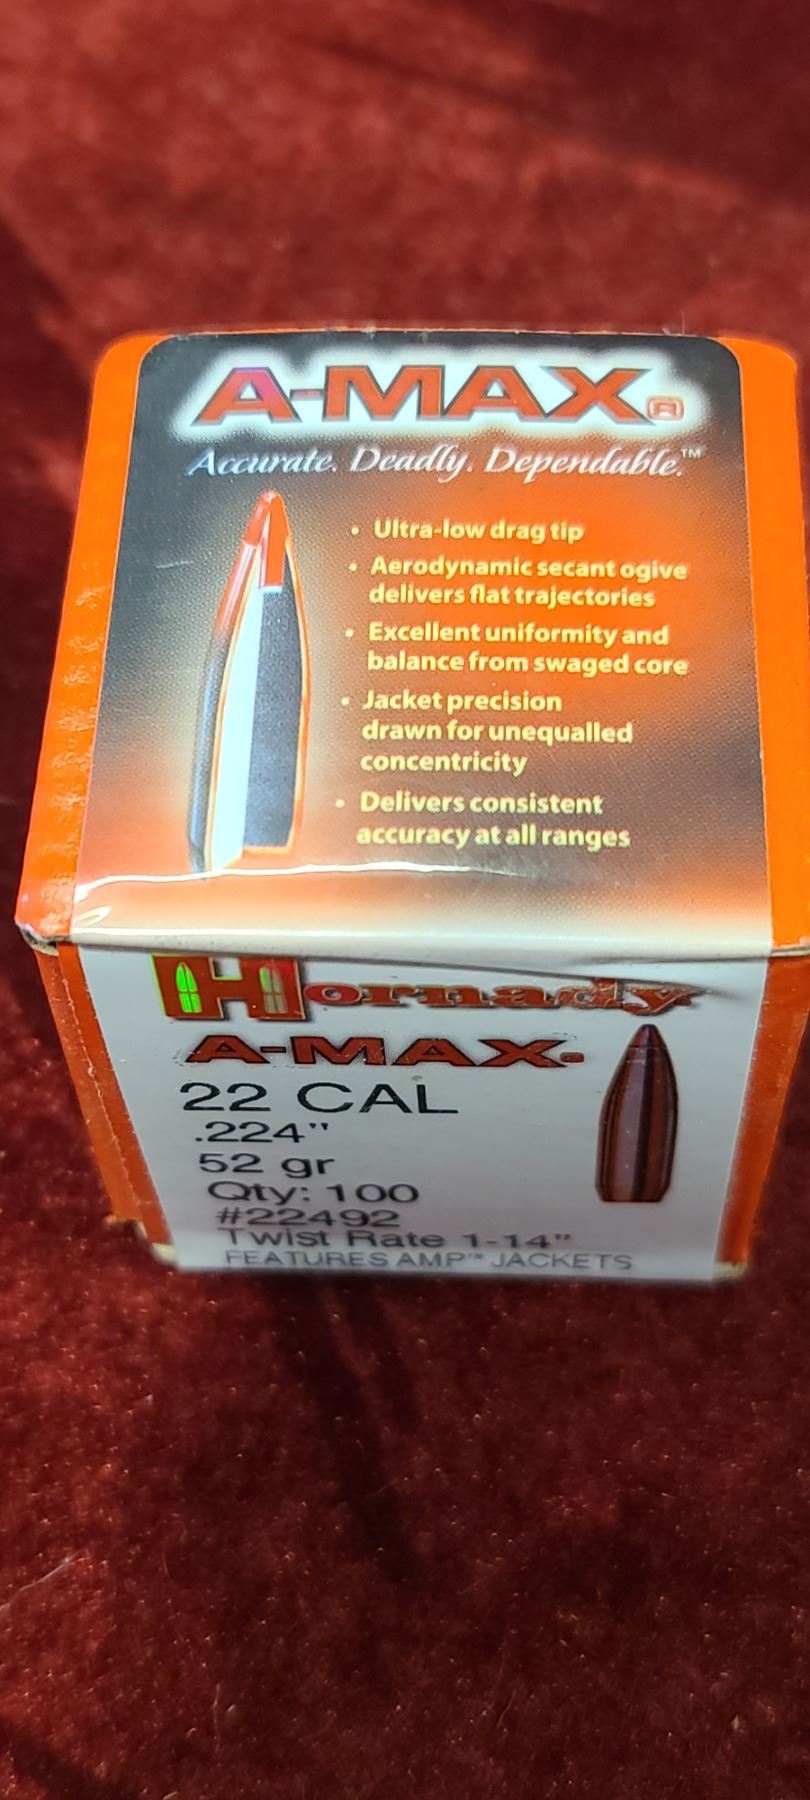 A-MAX®
Accurate. Deadly. Dependable.™
• Ultra-low drag tip
• Aerodynamic secant ogive
delivers flat trajectories
• Excellent uniformity and
balance from swaged core
• Jacket precision
drawn for unequalled
concentricity
• Delivers consistent
accuracy at all ranges
Hornady
A-MAX®
22 CAL
.224"
52 gr
Qty: 100
#22492
Twist Rate 1-14"
FEATURES AMP™ JACKETS